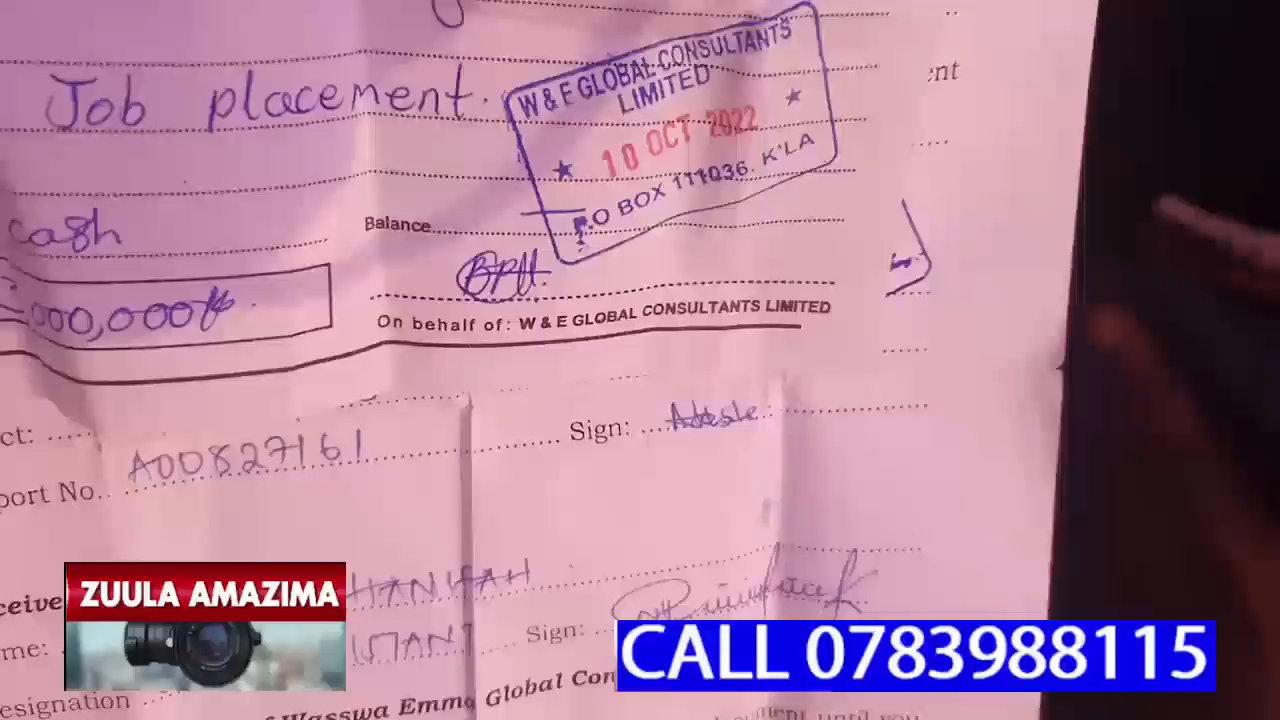 Job placement.
W & E GLOBAL CONSULTANTS
LIMITED
10 OCT 2022
P.O BOX 111036. K'LA
cash
Balance
000,000
On behalf of: W & E GLOBAL CONSULTANTS LIMITED
Sign:
A00827161
port No.
HANIFAH
Sign:
esignation
Wasswa Emma Global Con
ZUULA AMAZIMA
CALL 0783988115